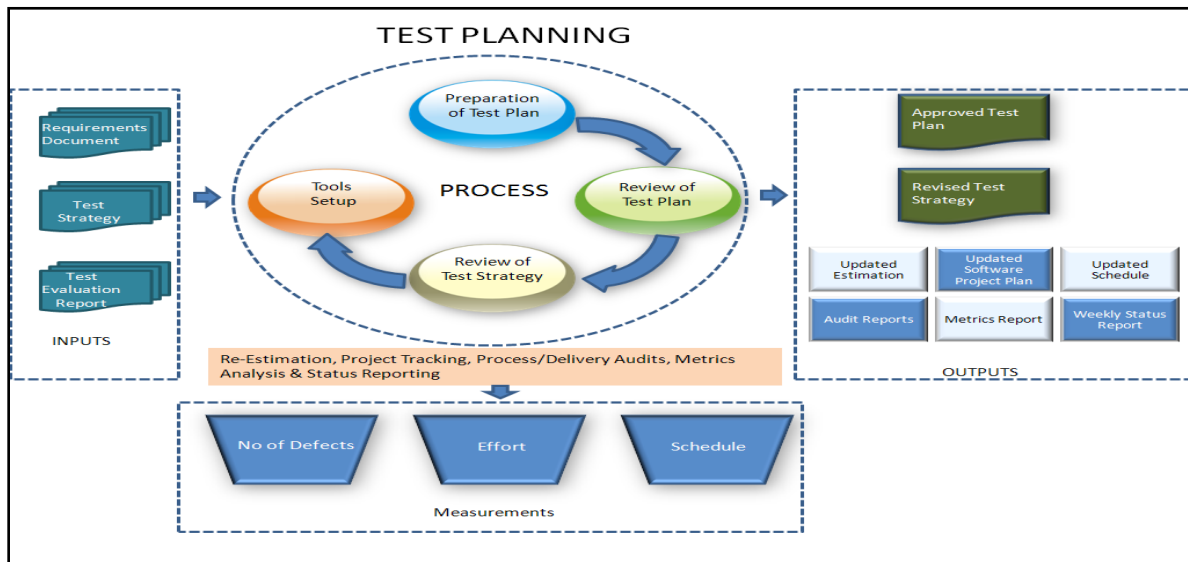 TEST PLANNING
Requirements
Document
Test
Strategy
Test
Evaluation
Report
INPUTS
Preparation
of Test Plan
Tools
Setup
PROCESS
Review of
Test Plan
Review of
Test Strategy
Approved Test
Plan
Revised Test
Strategy
Updated
Estimation
Updated
Software
Project Plan
Updated
Schedule
Audit Reports
Metrics Report
Weekly Status
Report
OUTPUTS
Re-Estimation, Project Tracking, Process/Delivery Audits, Metrics
Analysis & Status Reporting
No of Defects
Effort
Schedule
Measurements